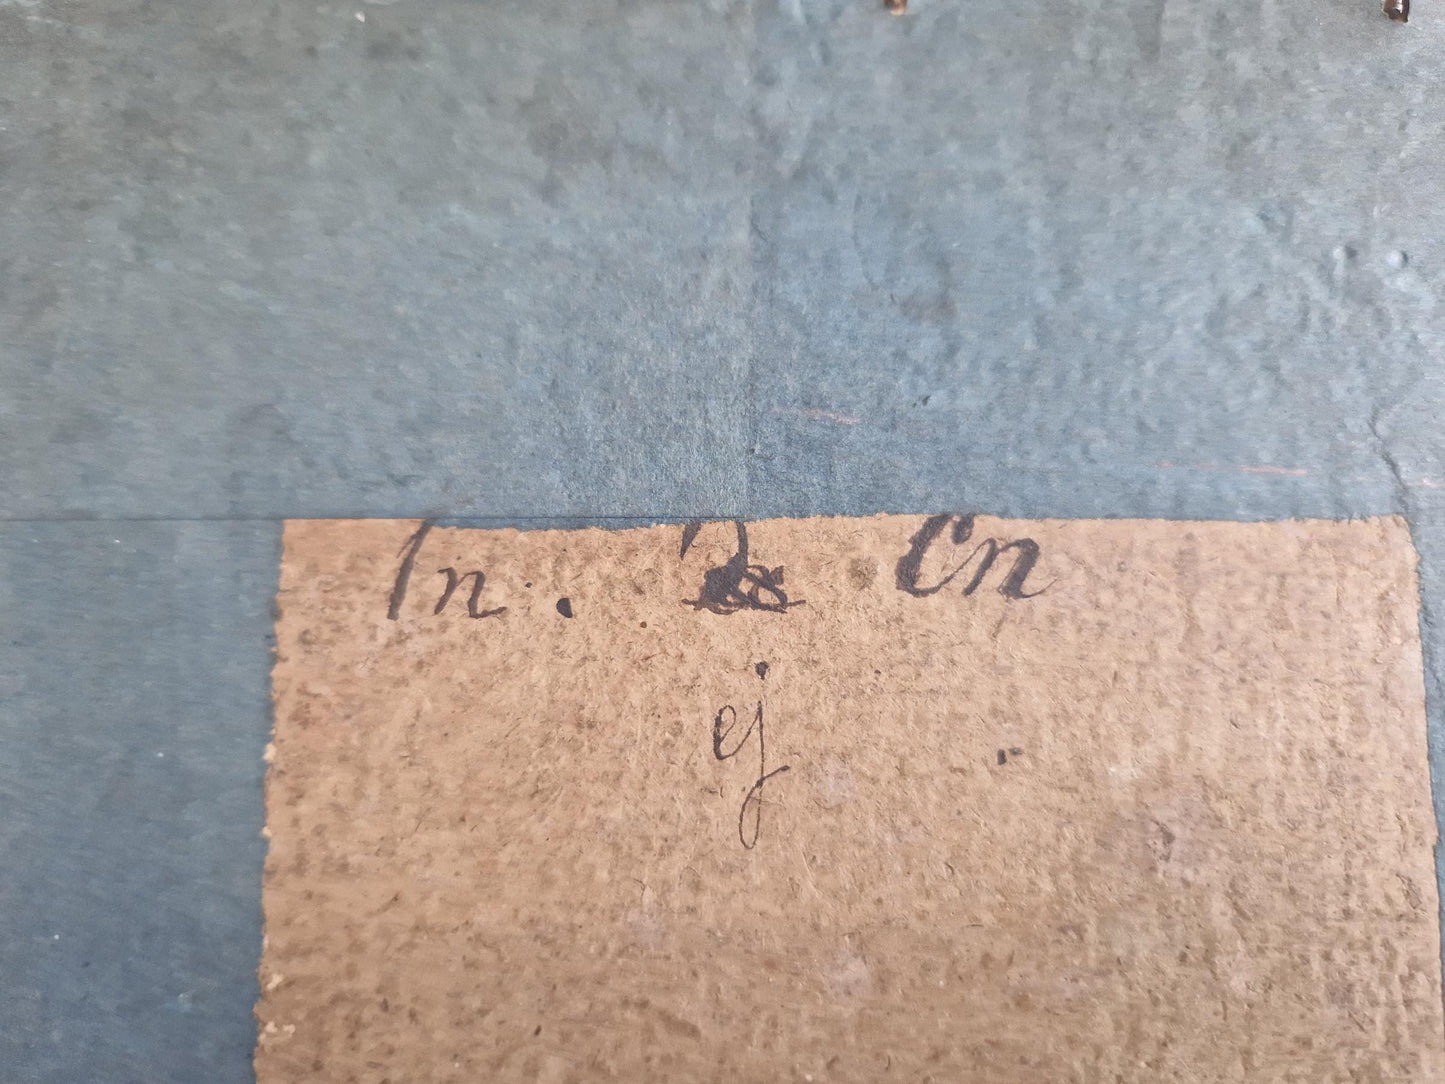 In. Cn
ej